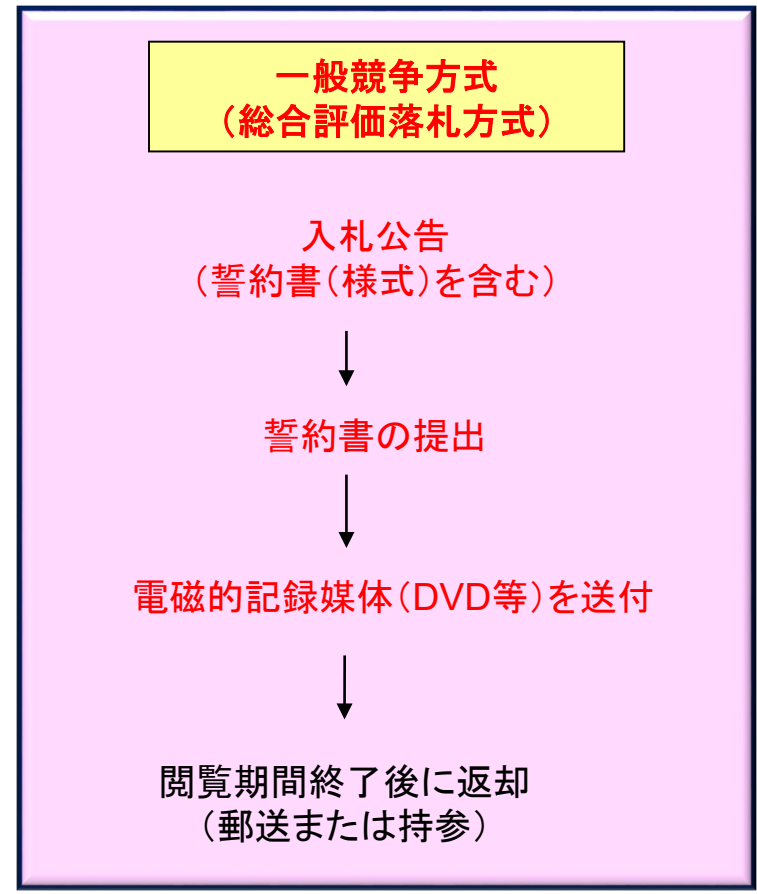 一般競争方式
（総合評価落札方式）
入札公告
（誓約書（様式）を含む）
誓約書の提出
電磁的記録媒体（DVD等）を送付
閲覧期間終了後に返却
（郵送または持参）